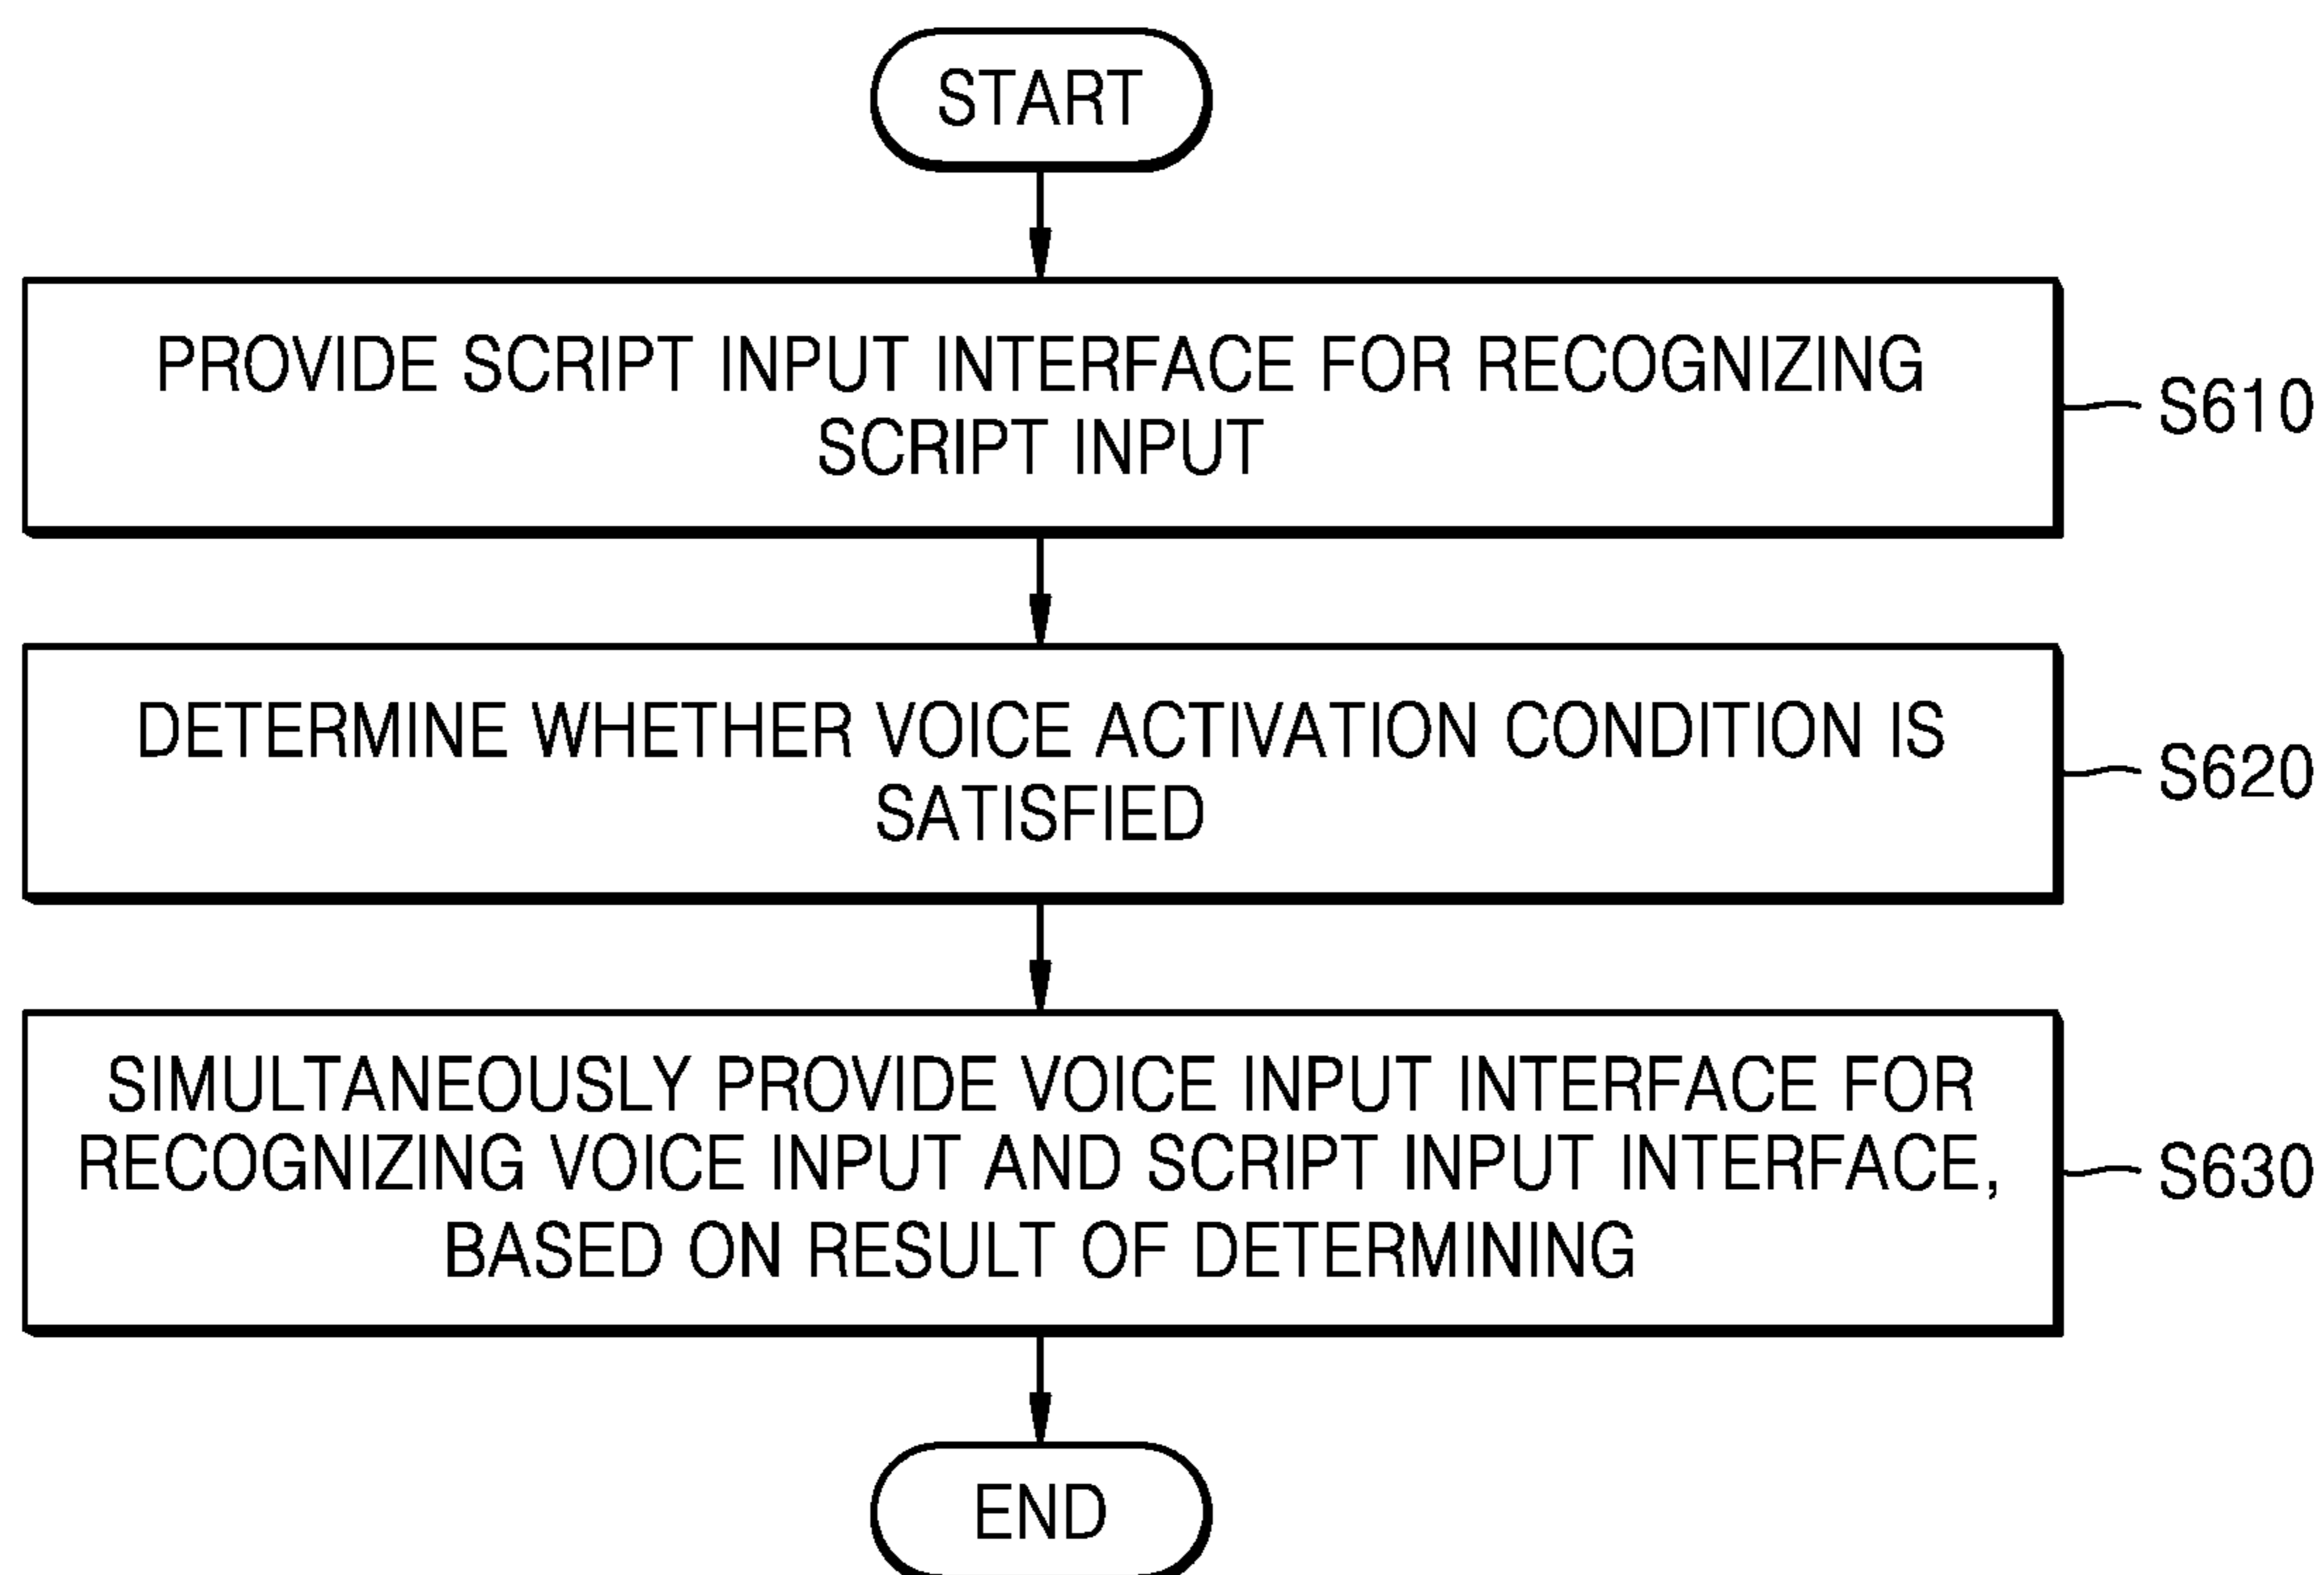 START
PROVIDE SCRIPT INPUT INTERFACE FOR RECOGNIZING
SCRIPT INPUT
S610
DETERMINE WHETHER VOICE ACTIVATION CONDITION IS
SATISFIED
S620
SIMULTANEOUSLY PROVIDE VOICE INPUT INTERFACE FOR
RECOGNIZING VOICE INPUT AND SCRIPT INPUT INTERFACE,
BASED ON RESULT OF DETERMINING
S630
END